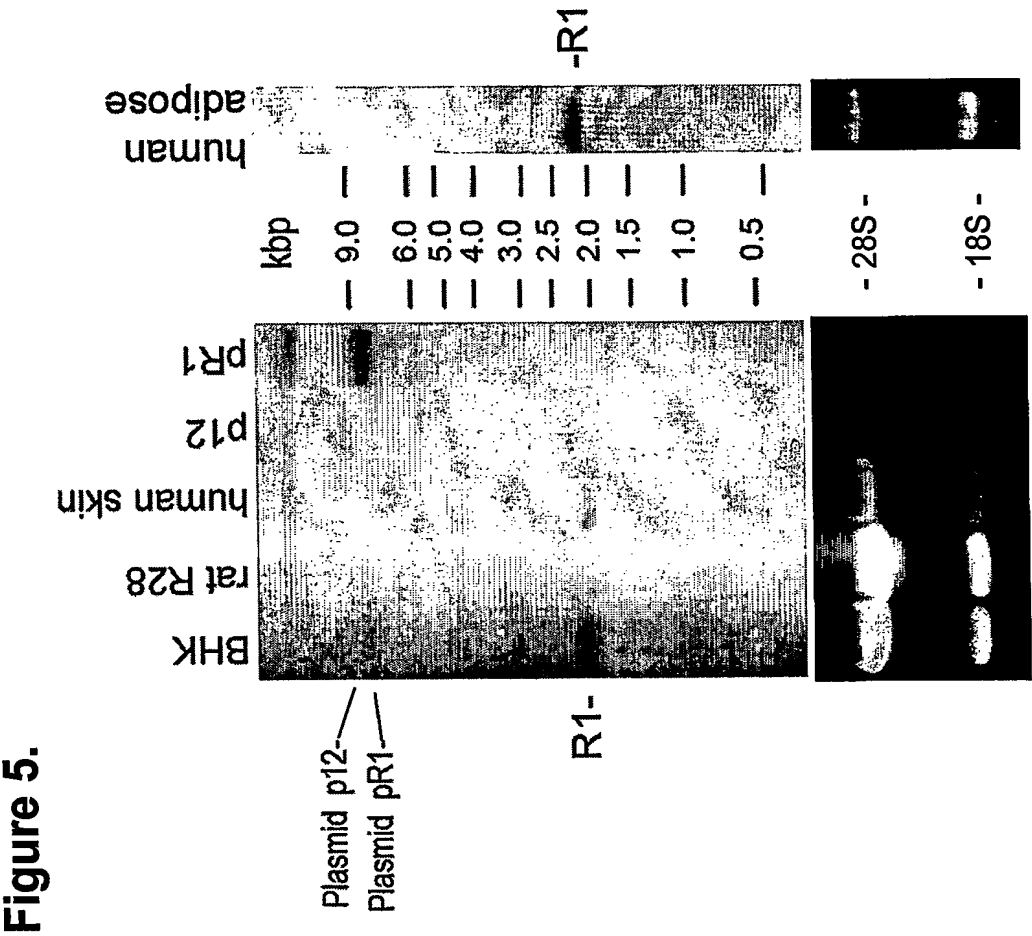 Figure 5.
BHK
rat R28
human skin
p12
pR1
kbp
human
adipose
Plasmid p12-
Plasmid pR1-
R1-
-R1
9.0
6.0
5.0
4.0
3.0
2.5
2.0
1.5
1.0
0.5
- 28S -
- 18S -